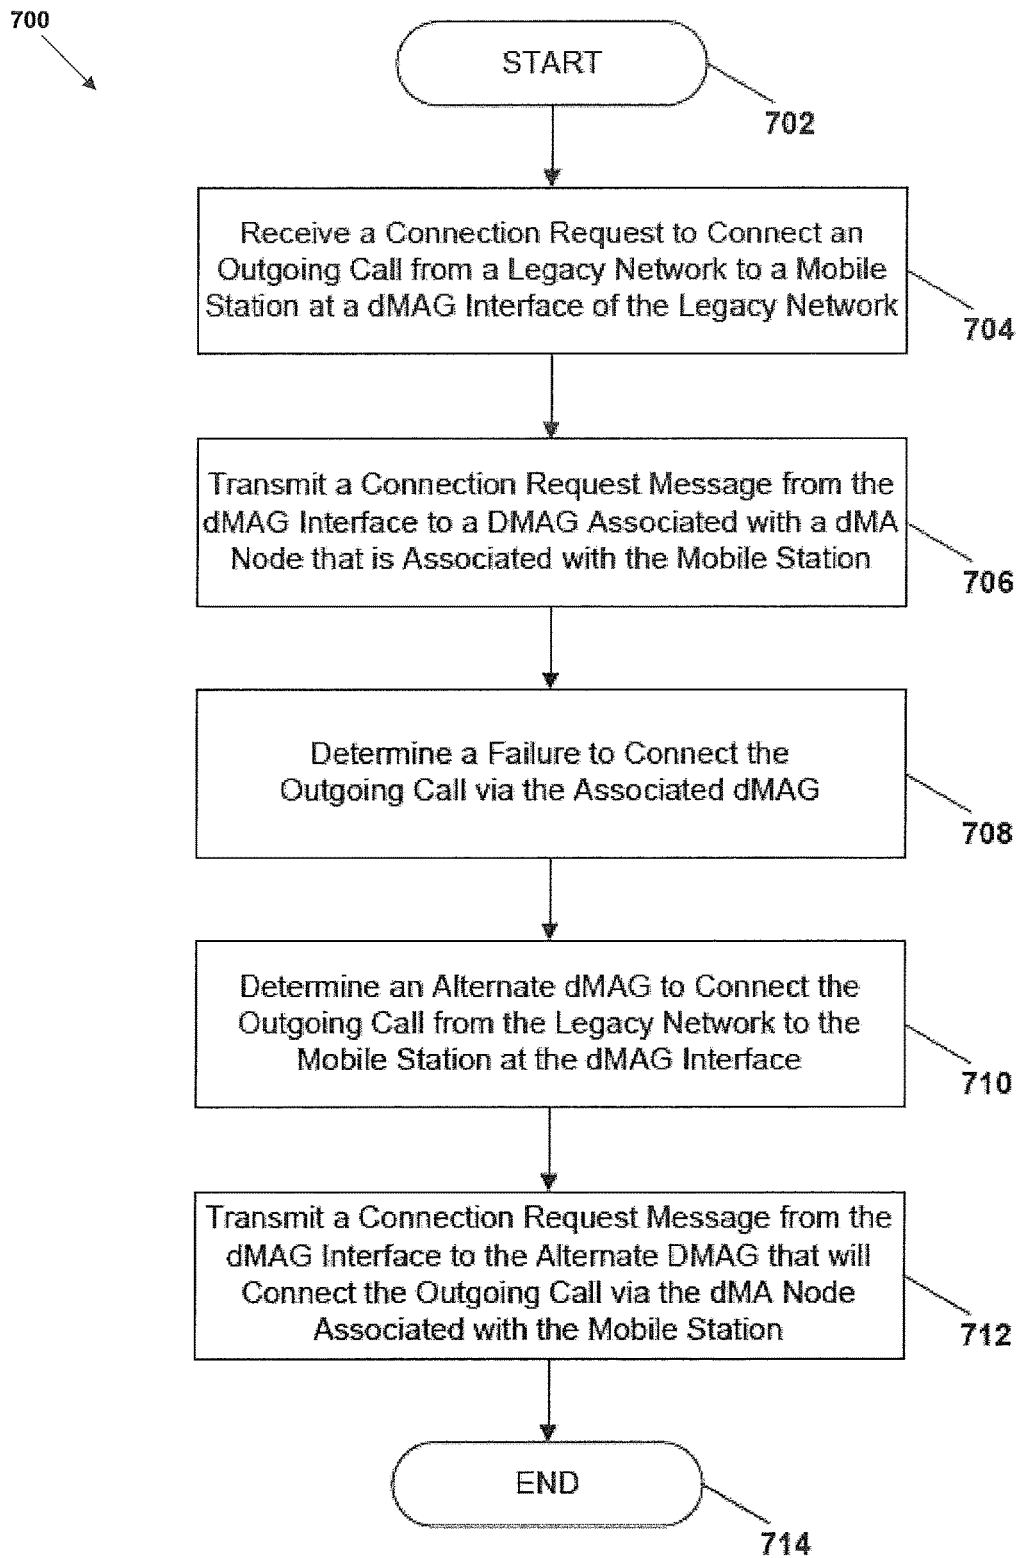 700
START
702
Receive a Connection Request to Connect an
Outgoing Call from a Legacy Network to a Mobile
Station at a dMAG Interface of the Legacy Network
704
Transmit a Connection Request Message from the
dMAG Interface to a DMAG Associated with a dMA
Node that is Associated with the Mobile Station
706
Determine a Failure to Connect the
Outgoing Call via the Associated dMAG
708
Determine an Alternate dMAG to Connect the
Outgoing Call from the Legacy Network to the
Mobile Station at the dMAG Interface
710
Transmit a Connection Request Message from the
dMAG Interface to the Alternate DMAG that will
Connect the Outgoing Call via the dMA Node
Associated with the Mobile Station
712
END
714